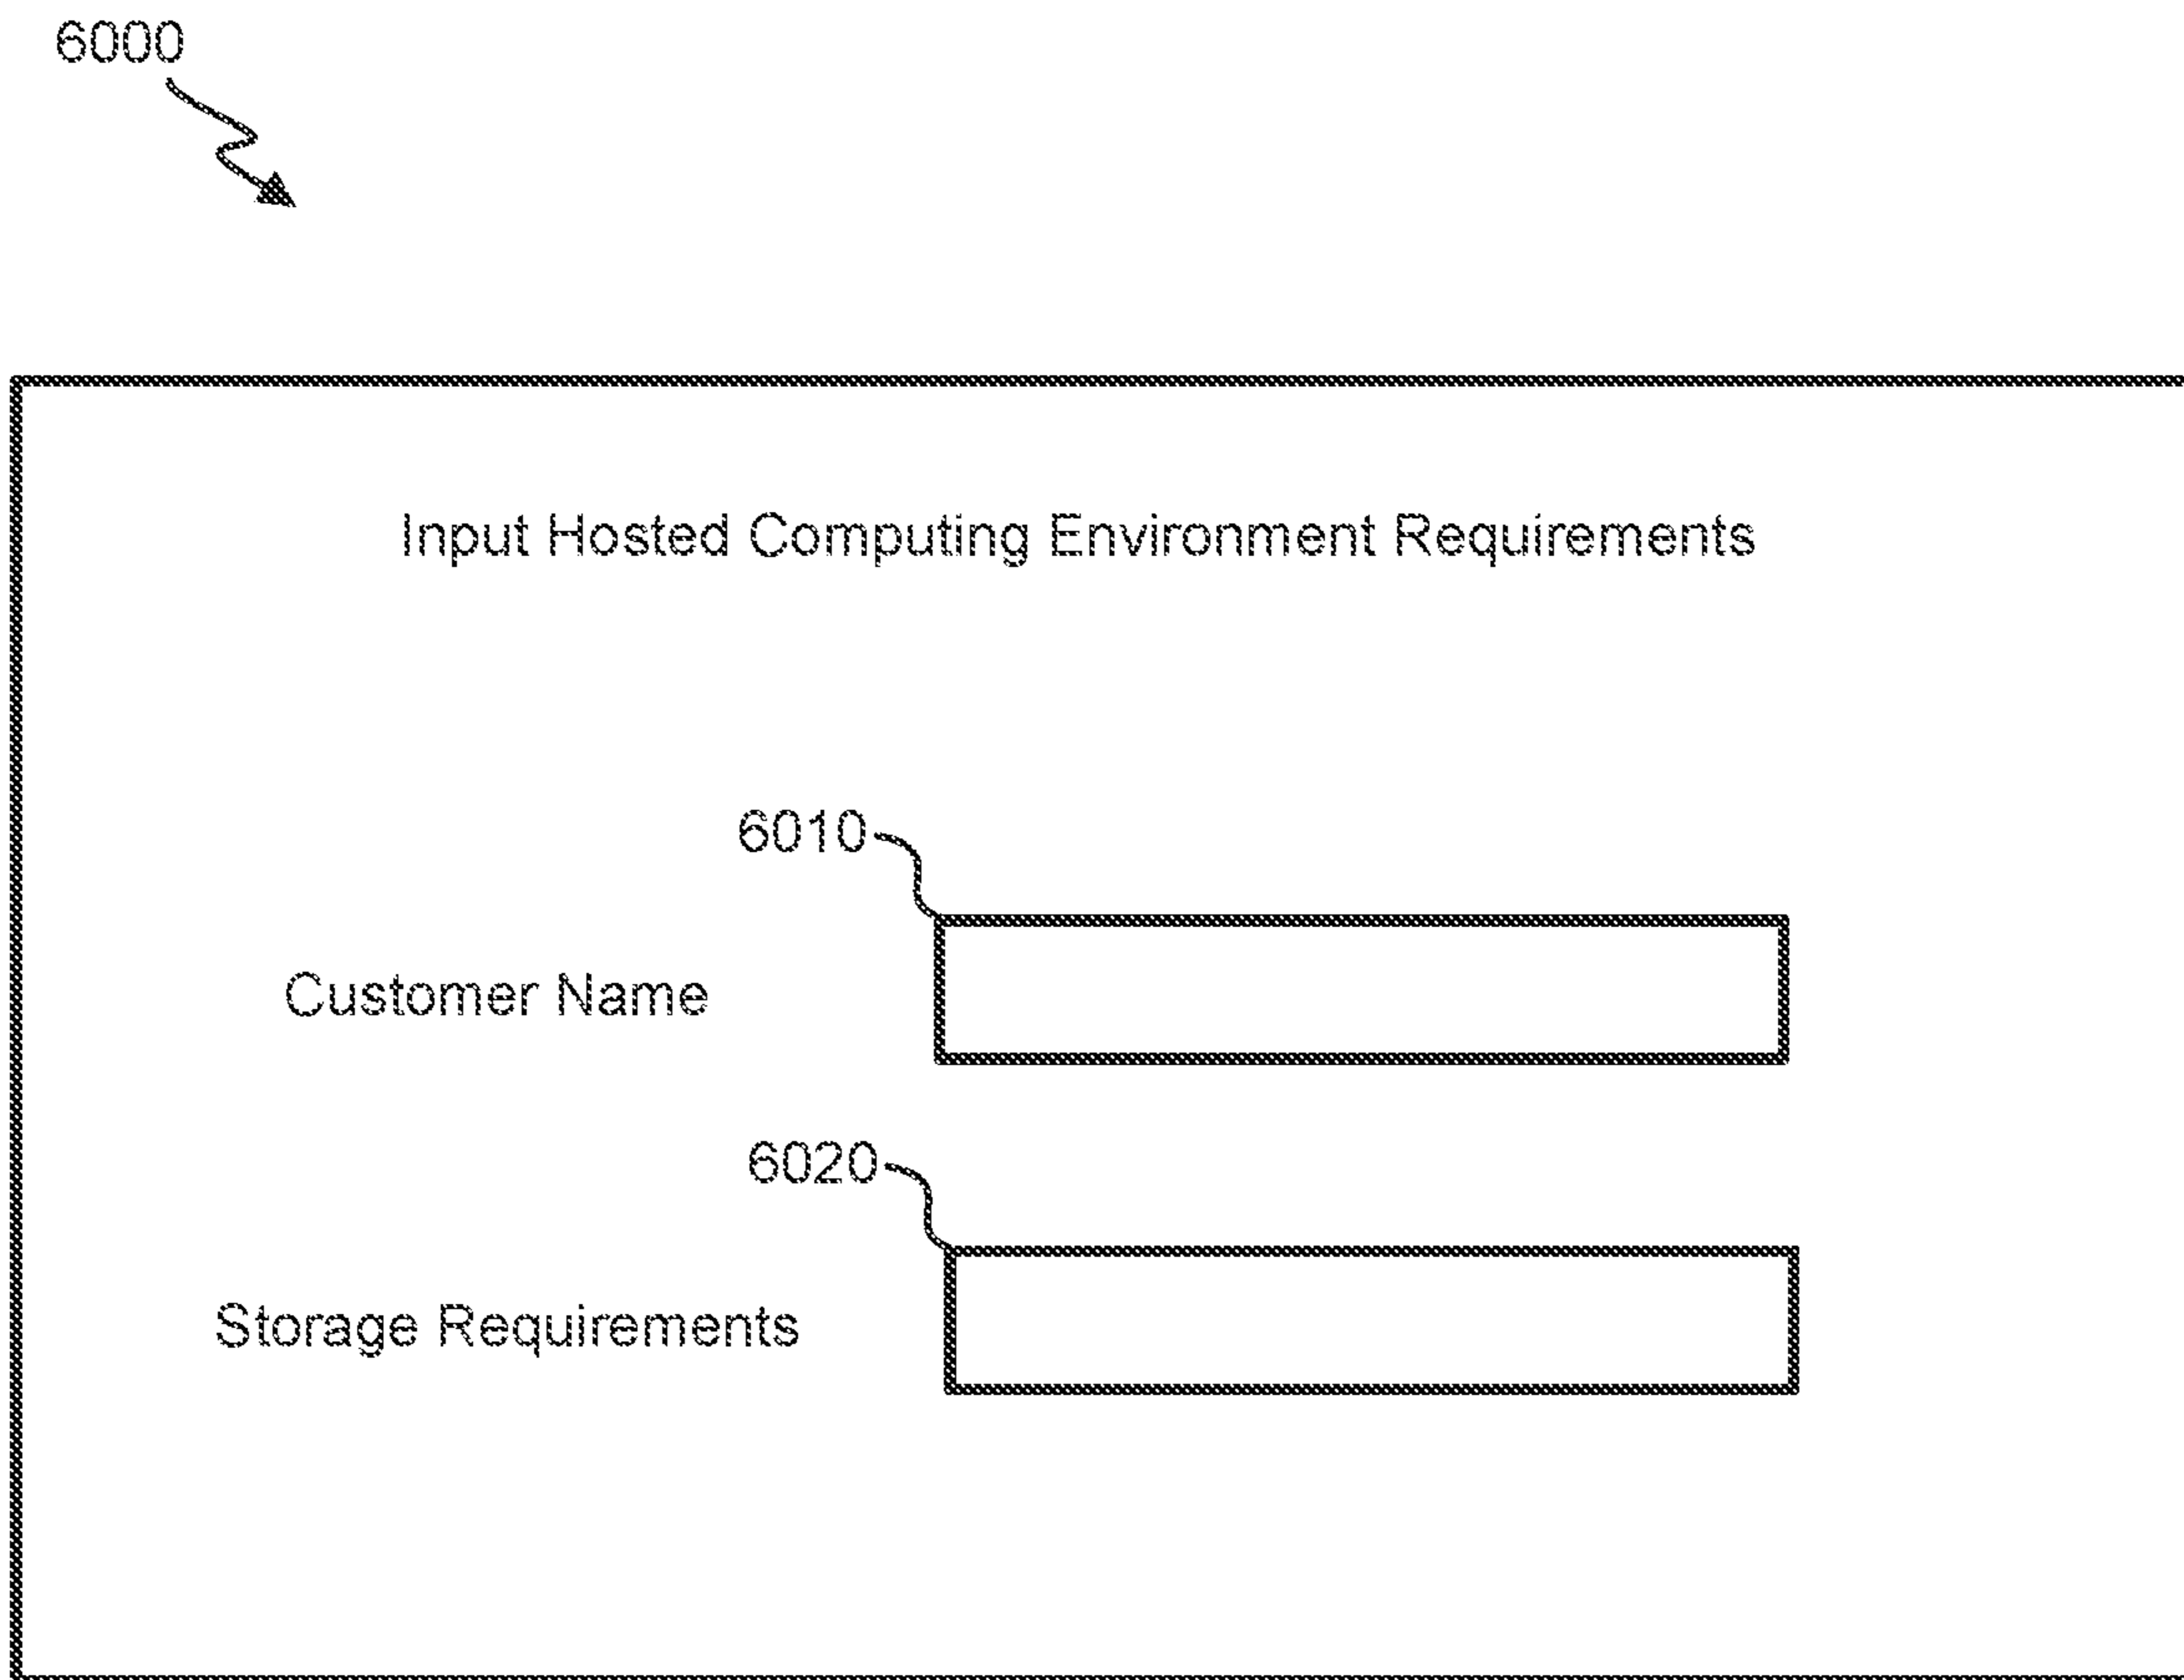 6000
Input Hosted Computing Environment Requirements
6010
Customer Name
6020
Storage Requirements